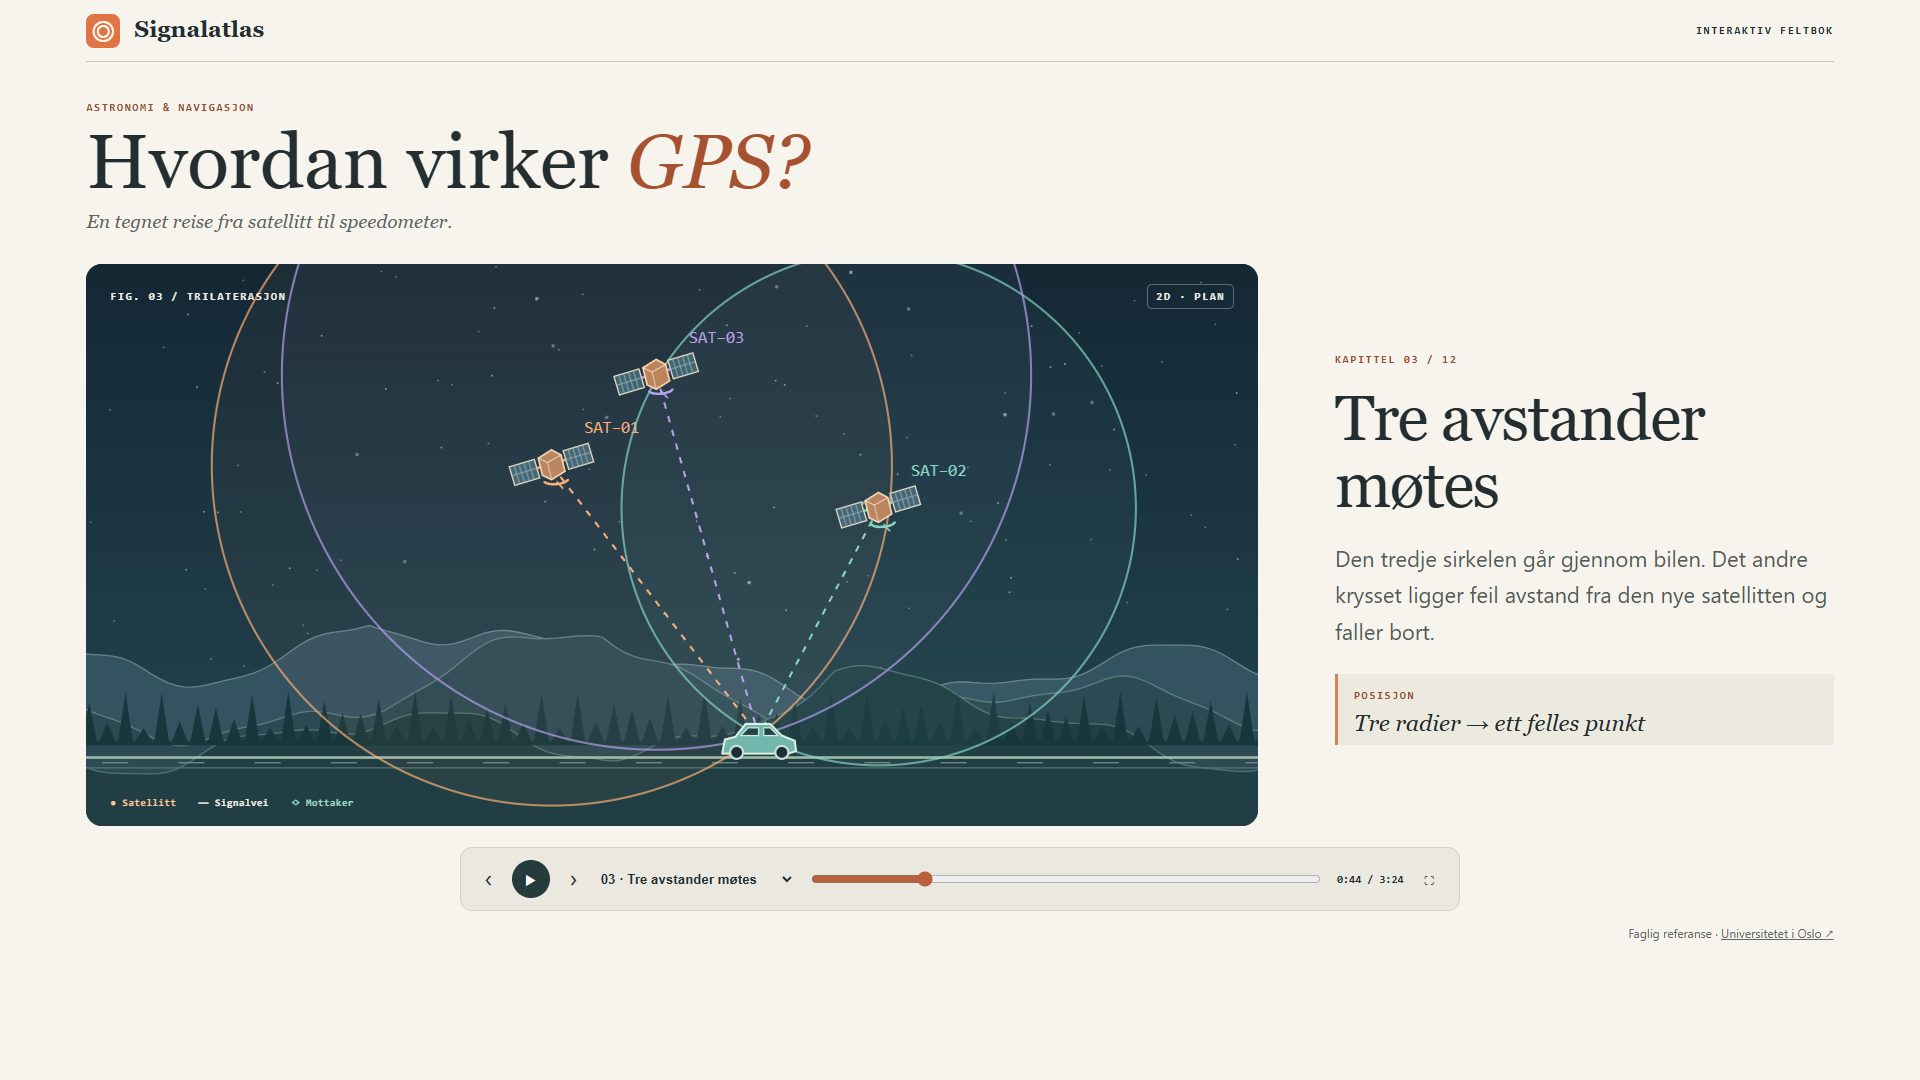 Signalatlas
INTERAKTIV FELTBOK
ASTRONOMI & NAVIGASJON
Hvordan virker GPS?
En tegnet reise fra satellitt til speedometer.
FIG. 03 / TRILATERASJON
2D · PLAN
SAT–03
SAT–01
SAT–02
Satellitt
Signalvei
Mottaker
KAPITTEL 03 / 12
Tre avstander
møtes
Den tredje sirkelen går gjennom bilen. Det andre
krysset ligger feil avstand fra den nye satellitten og
faller bort.
POSISJON
Tre radier → ett felles punkt
03 · Tre avstander møtes
0:44 / 3:24
Faglig referanse · Universitetet i Oslo ↗